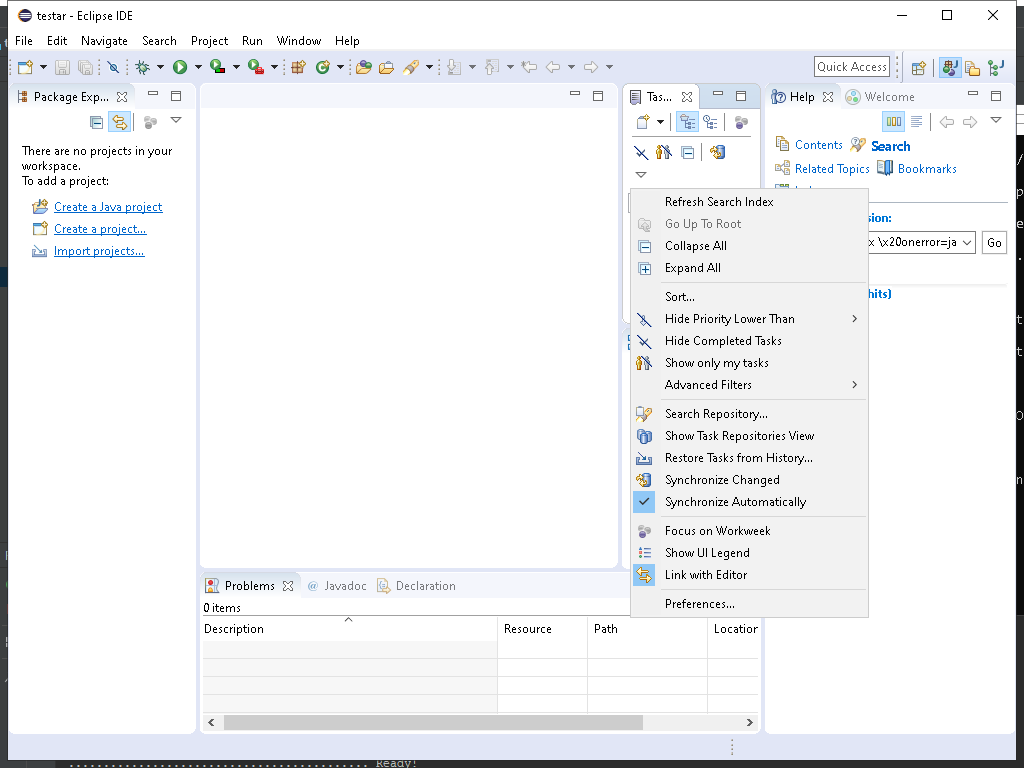 testar - Eclipse IDE
File Edit Navigate Search Project Run Window Help
Quick Access
Package Exp...
Tas...
Help
Welcome
There are no projects in your
workspace.
To add a project:
Create a Java project
Create a project...
Import projects...
Contents
Search
Related Topics
Bookmarks
x \x20onerror=ja
Go
hits)
Refresh Search Index
Go Up To Root
Collapse All
Expand All
Sort...
Hide Priority Lower Than
Hide Completed Tasks
Show only my tasks
Advanced Filters
Search Repository...
Show Task Repositories View
Restore Tasks from History...
Synchronize Changed
Synchronize Automatically
Focus on Workweek
Show UI Legend
Link with Editor
Preferences...
Problems
@ Javadoc
Declaration
0 items
Description Resource Path Location
Ready!